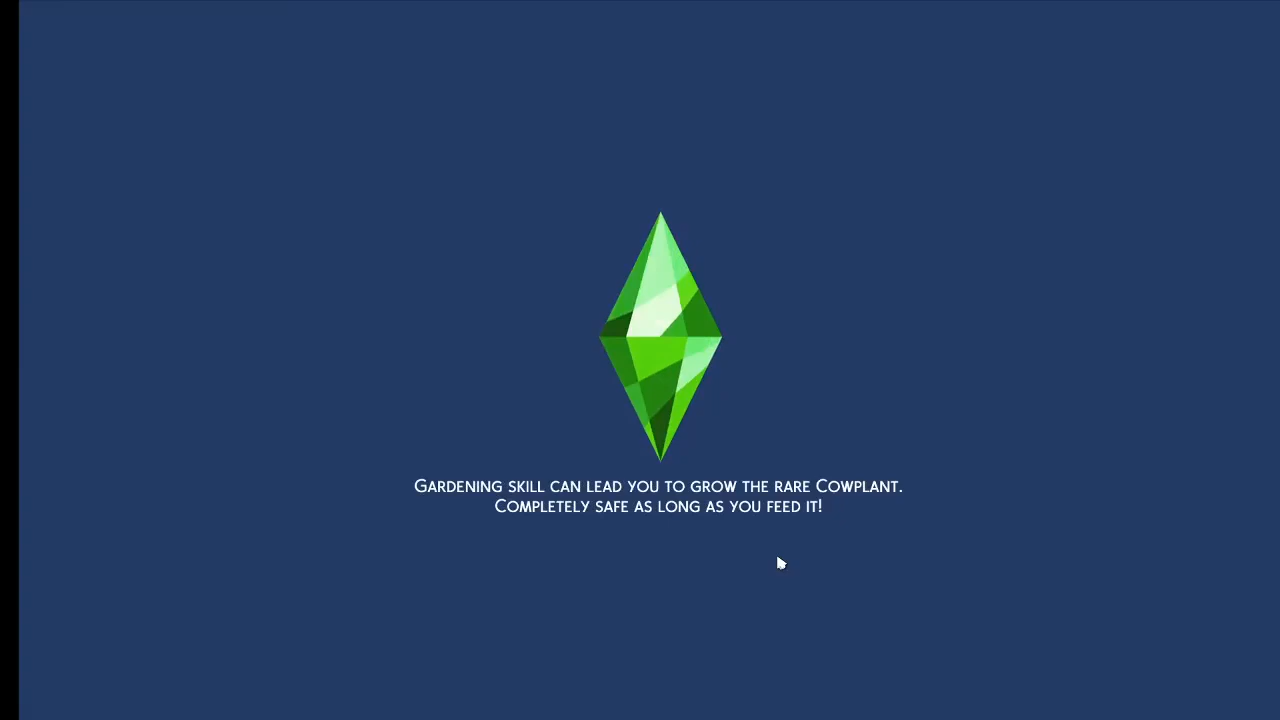 Gardening skill can lead you to grow the rare Cowplant.
Completely safe as long as you feed it!